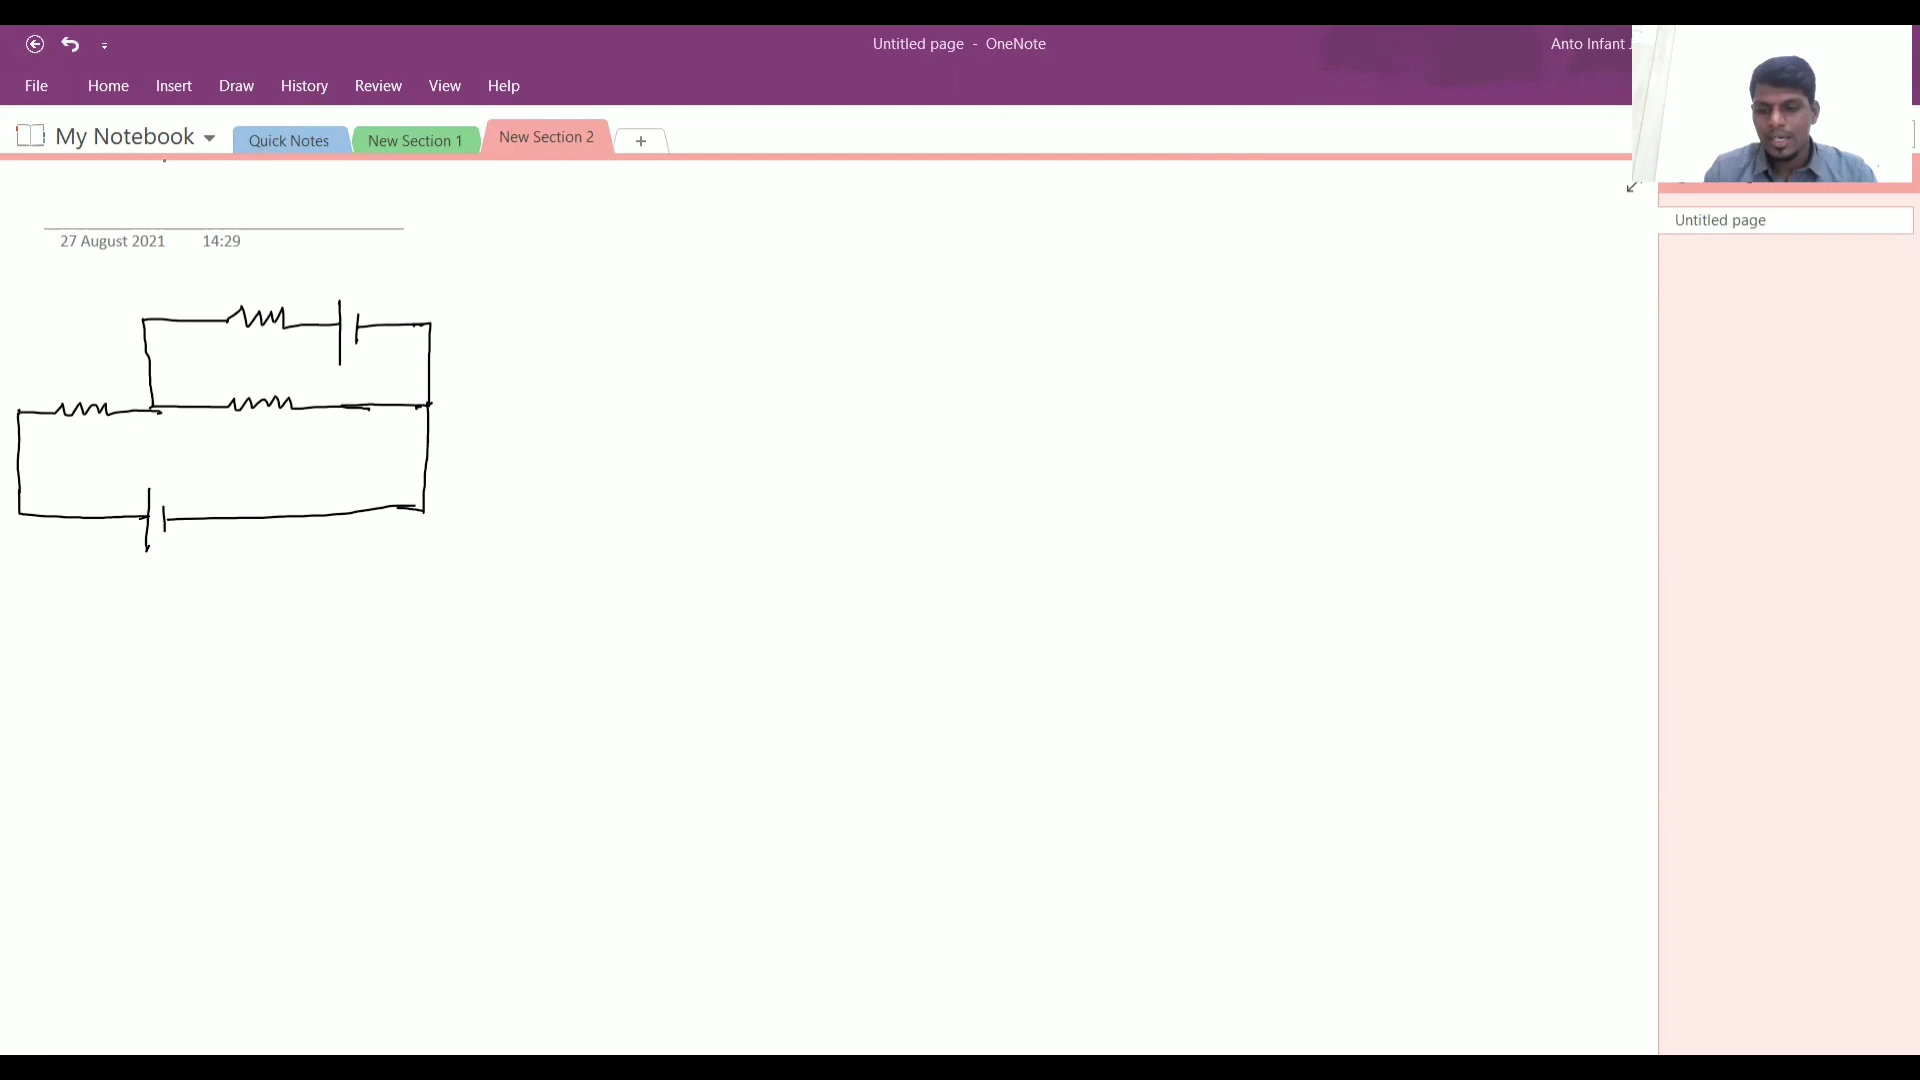 Untitled page - OneNote
Anto Infant
File Home Insert Draw History Review View Help
My Notebook Quick Notes New Section 1 New Section 2 +
Untitled page
27 August 2021 14:29